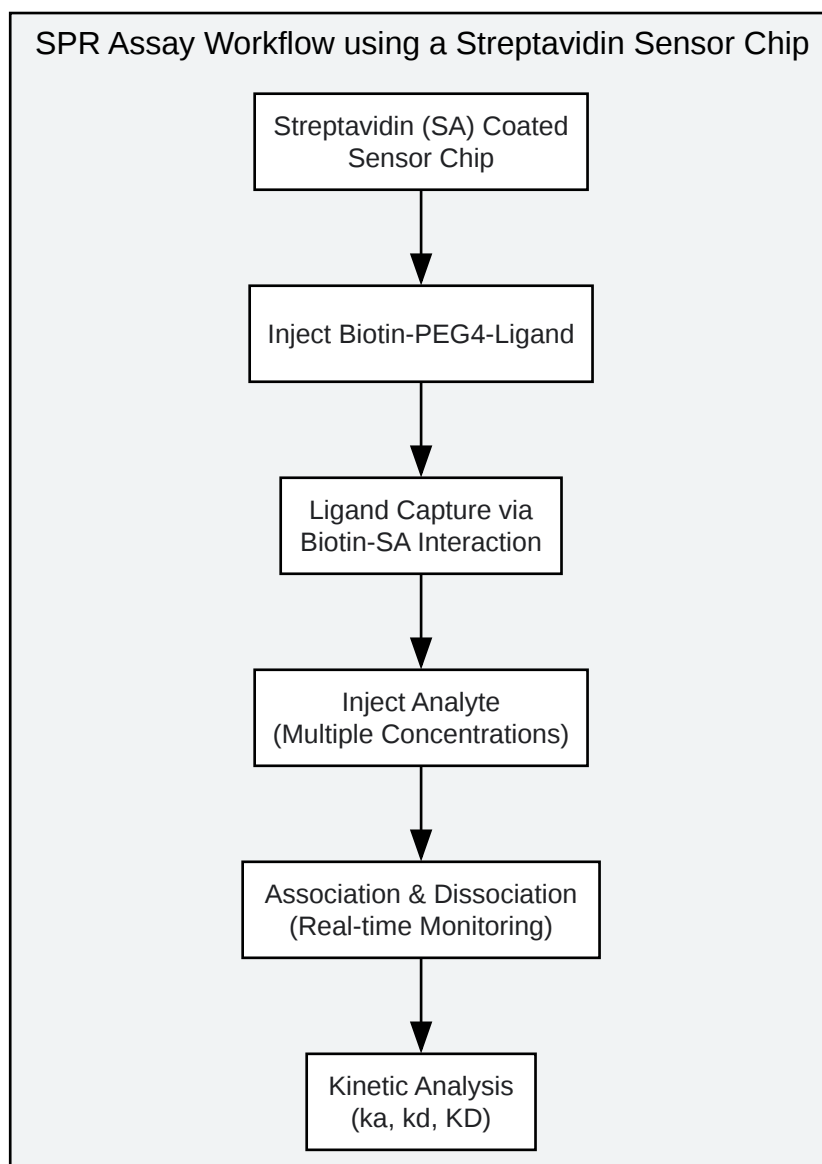 SPR Assay Workflow using a Streptavidin Sensor Chip
Streptavidin (SA) Coated
Sensor Chip
Inject Biotin-PEG4-Ligand
Ligand Capture via
Biotin-SA Interaction
Inject Analyte
(Multiple Concentrations)
Association & Dissociation
(Real-time Monitoring)
Kinetic Analysis
(ka, kd, KD)